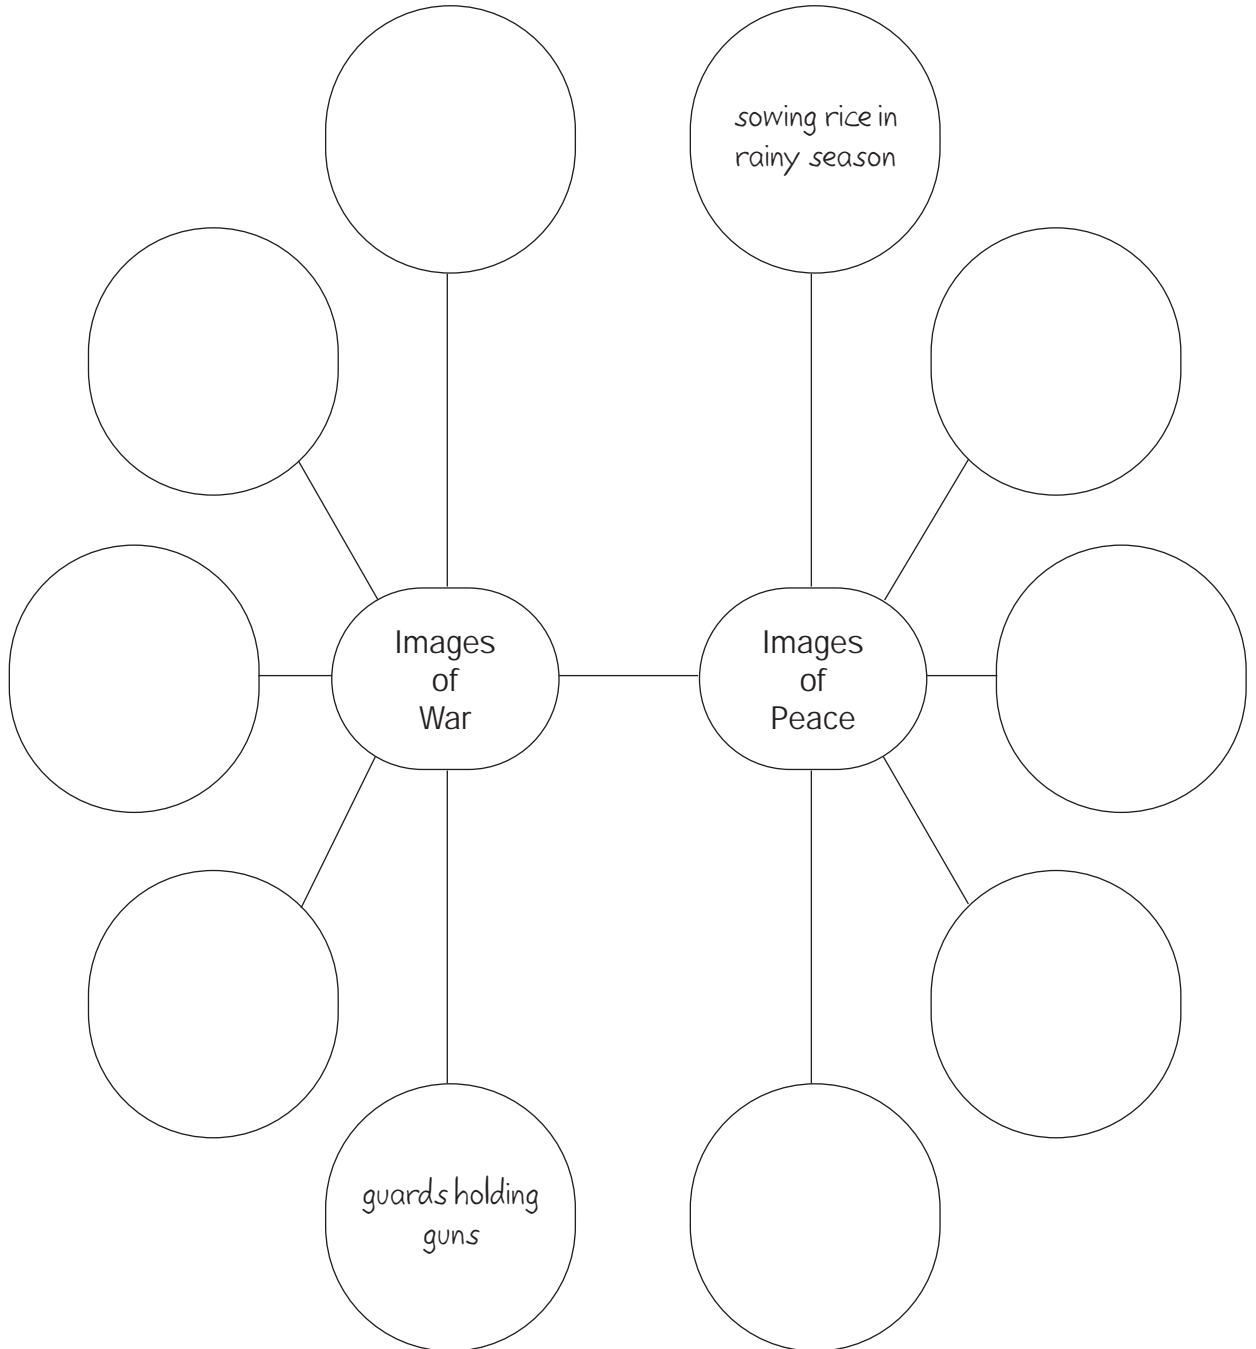 sowing rice in
rainy season
Images
of
War
Images
of
Peace
guards holding
guns